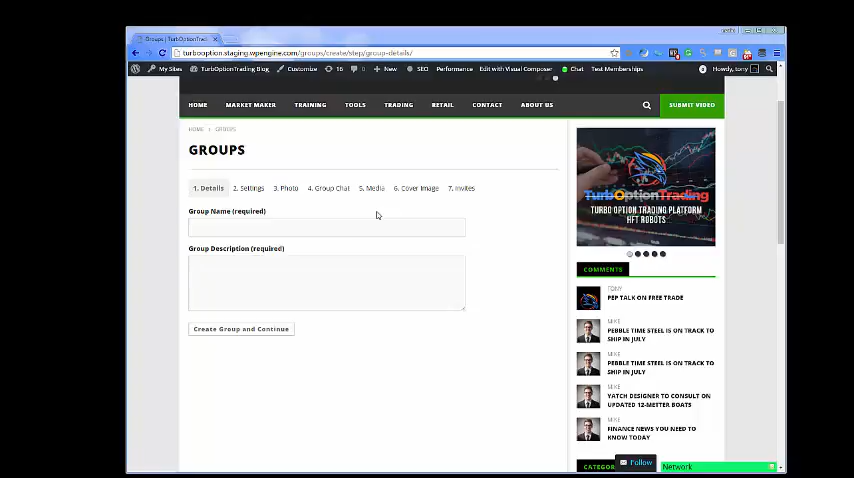 Groups | TurbOptionTradi
turbooption.staging.wpengine.com/groups/create/step/group-details/
My Sites TurbOptionTrading Blog Customize 16 0 New SEO Performance Edit with Visual Composer Chat Test Memberships Howdy, tony
HOME MARKET MAKER TRAINING TOOLS TRADING RETAIL CONTACT ABOUT US SUBMIT VIDEO
HOME GROUPS
GROUPS
1. Details 2. Settings 3. Photo 4. Group Chat 5. Media 6. Cover Image 7. Invites
Group Name (required)
Group Description (required)
Create Group and Continue
TurbOptionTrading
TURBO OPTION TRADING PLATFORM
HFT ROBOTS
COMMENTS
TONY
PEP TALK ON FREE TRADE
MIKE
PEBBLE TIME STEEL IS ON TRACK TO
SHIP IN JULY
MIKE
PEBBLE TIME STEEL IS ON TRACK TO
SHIP IN JULY
MIKE
YATCH DESIGNER TO CONSULT ON
UPDATED 12-METTER BOATS
MIKE
FINANCE NEWS YOU NEED TO
KNOW TODAY
CATEGOR
Follow
Network